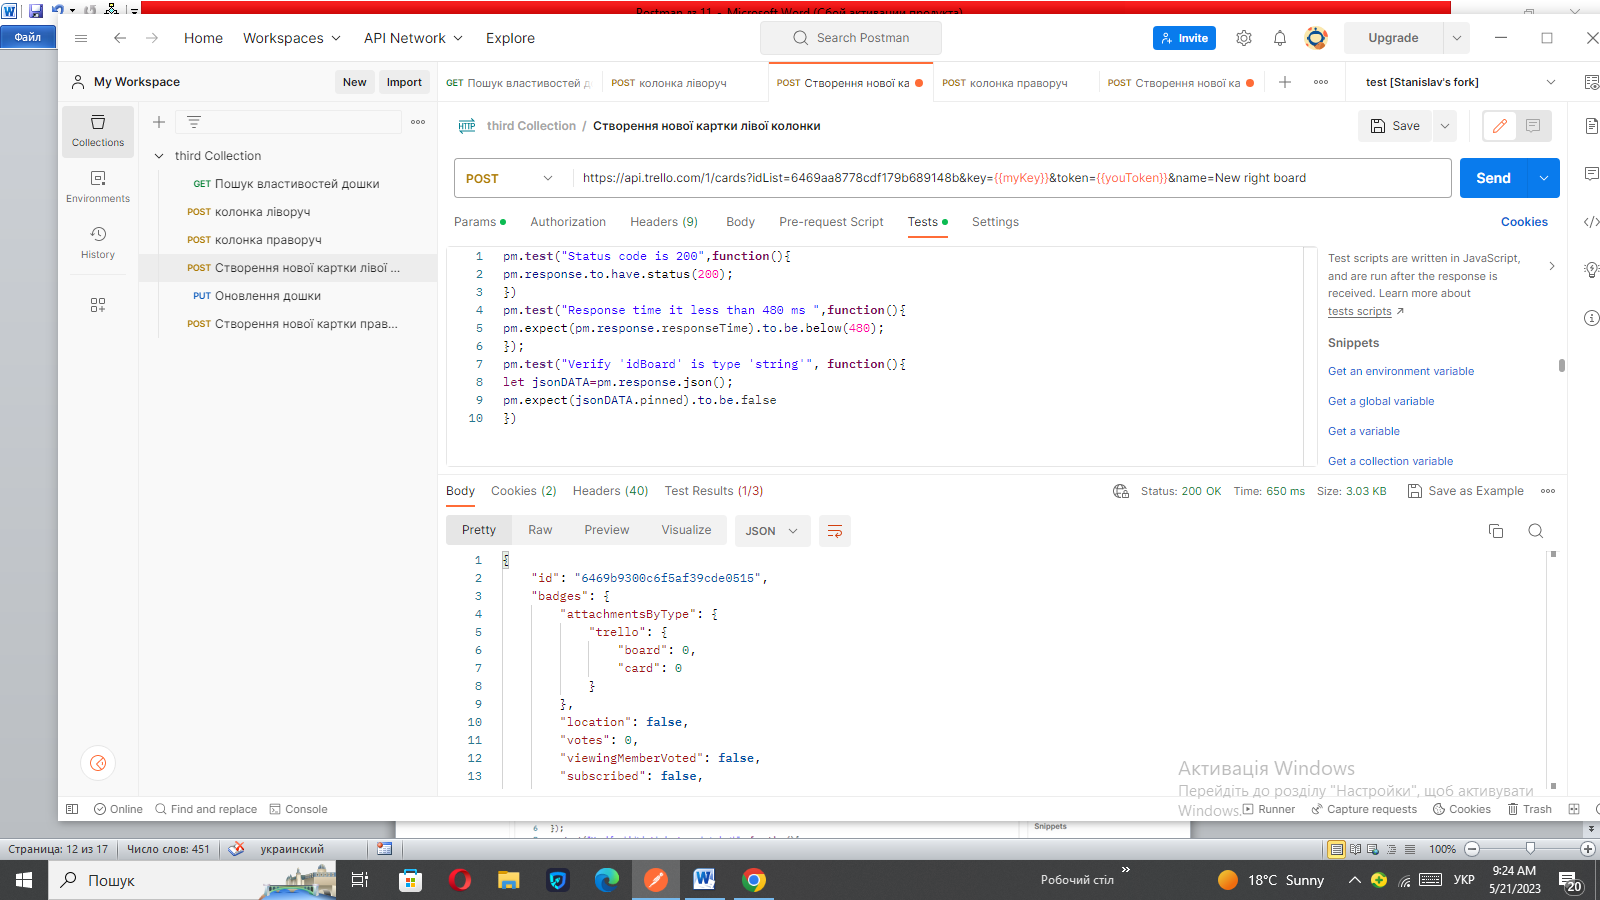 Postman дз 11 - Microsoft Word (Сбой активации продукта)
Файл
Home Workspaces API Network Explore
Search Postman
Invite
Upgrade
My Workspace
New Import
GET Пошук властивостей д
POST колонка ліворуч
POST Створення нової ка
POST колонка праворуч
POST Створення нової ка
test [Stanislav's fork]
Collections
Environments
History
third Collection
GET Пошук властивостей дошки
POST колонка ліворуч
POST колонка праворуч
POST Створення нової картки лівої ...
PUT Оновлення дошки
POST Створення нової картки прав...
HTTP third Collection / Створення нової картки лівої колонки
Save
POST https://api.trello.com/1/cards?idList=6469aa8778cdf179b689148b&key={{myKey}}&token={{youToken}}&name=New right board
Send
Params Authorization Headers (9) Body Pre-request Script Tests Settings
Cookies
1 pm.test("Status code is 200",function(){
2 pm.response.to.have.status(200);
3 })
4 pm.test("Response time it less than 480 ms ",function(){
5 pm.expect(pm.response.responseTime).to.be.below(480);
6 });
7 pm.test("Verify 'idBoard' is type 'string'", function(){
8 let jsonDATA=pm.response.json();
9 pm.expect(jsonDATA.pinned).to.be.false
10 })
Test scripts are written in JavaScript,
and are run after the response is
received. Learn more about
tests scripts ↗
Snippets
Get an environment variable
Get a global variable
Get a variable
Get a collection variable
Body Cookies (2) Headers (40) Test Results (1/3)
Status: 200 OK Time: 650 ms Size: 3.03 KB
Save as Example
Pretty Raw Preview Visualize JSON
1 {
2 "id": "6469b9300c6f5af39cde0515",
3 "badges": {
4 "attachmentsByType": {
5 "trello": {
6 "board": 0,
7 "card": 0
8 }
9 },
10 "location": false,
11 "votes": 0,
12 "viewingMemberVoted": false,
13 "subscribed": false,
Активація Windows
Перейдіть до розділу "Настройки", щоб активувати
Windows.
Online Find and replace Console
Runner Capture requests Cookies Trash
6 });
Snippets
Страница: 12 из 17 Число слов: 451 украинский
100%
Пошук
Робочий стіл »
18°C Sunny
УКР
9:24 AM
5/21/2023
20